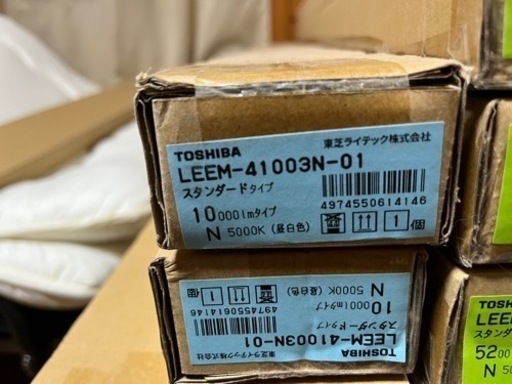 東芝ライテック株式会社
TOSHIBA
LEEM-41003N-01
スタンダードタイプ
4974550614146
10000lmタイプ
N 5000K (昼白色)
1個
LEEM-41003N-01
スタンダードタイプ
10000lmタイプ
N 5000K (昼白色)
1個
4974550614146
東芝ライテック株式会社
TOSHIBA
LEE
スタン
5200
N 50